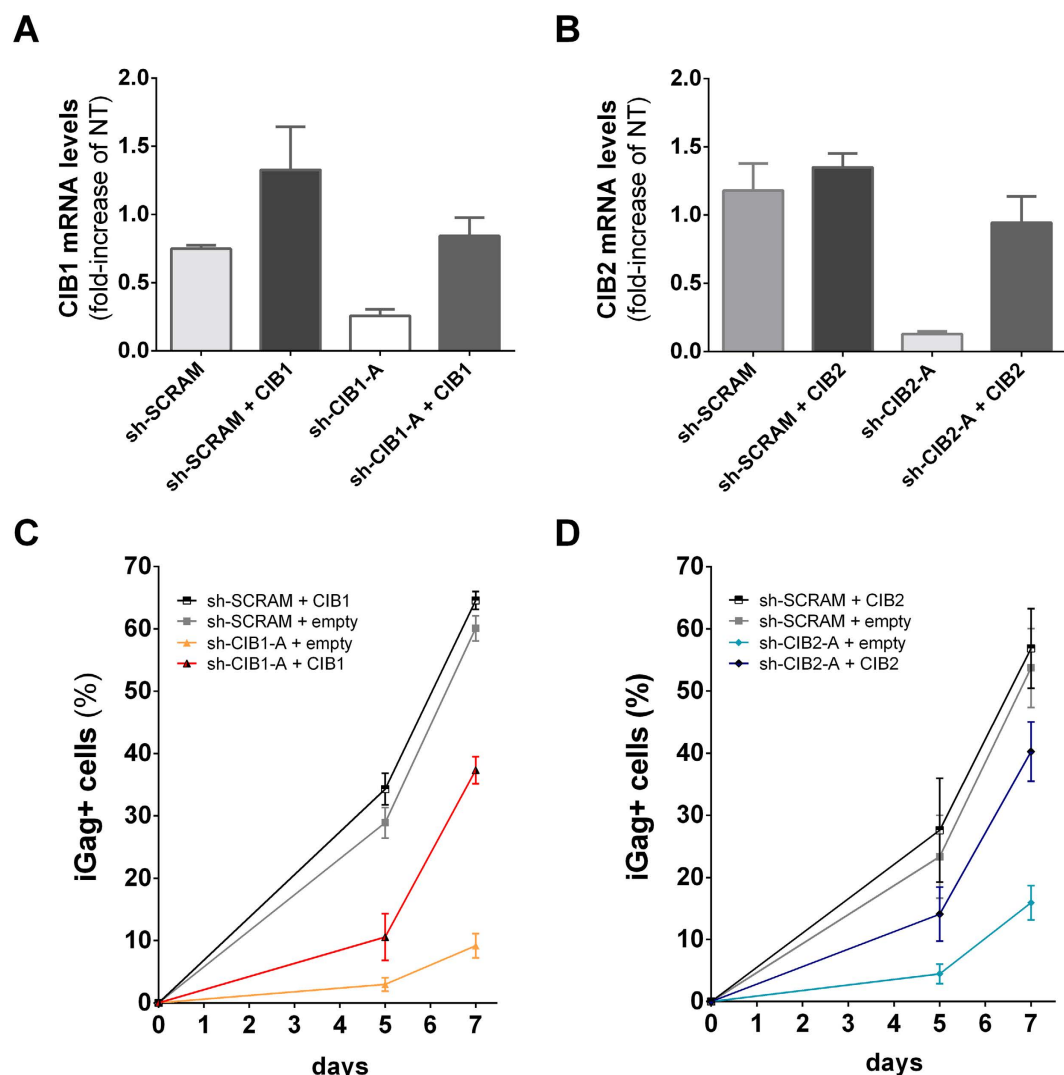 A
CIB1 mRNA levels
(fold-increase of NT)
2.0
1.5
1.0
0.5
0.0
sh-SCRAM
sh-SCRAM + CIB1
sh-CIB1-A
sh-CIB1-A + CIB1
B
CIB2 mRNA levels
(fold-increase of NT)
2.0
1.5
1.0
0.5
0.0
sh-SCRAM
sh-SCRAM + CIB2
sh-CIB2-A
sh-CIB2-A + CIB2
C
iGag+ cells (%)
70
60
50
40
30
20
10
0
sh-SCRAM + CIB1
sh-SCRAM + empty
sh-CIB1-A + empty
sh-CIB1-A + CIB1
0 1 2 3 4 5 6 7
days
D
iGag+ cells (%)
70
60
50
40
30
20
10
0
sh-SCRAM + CIB2
sh-SCRAM + empty
sh-CIB2-A + empty
sh-CIB2-A + CIB2
0 1 2 3 4 5 6 7
days